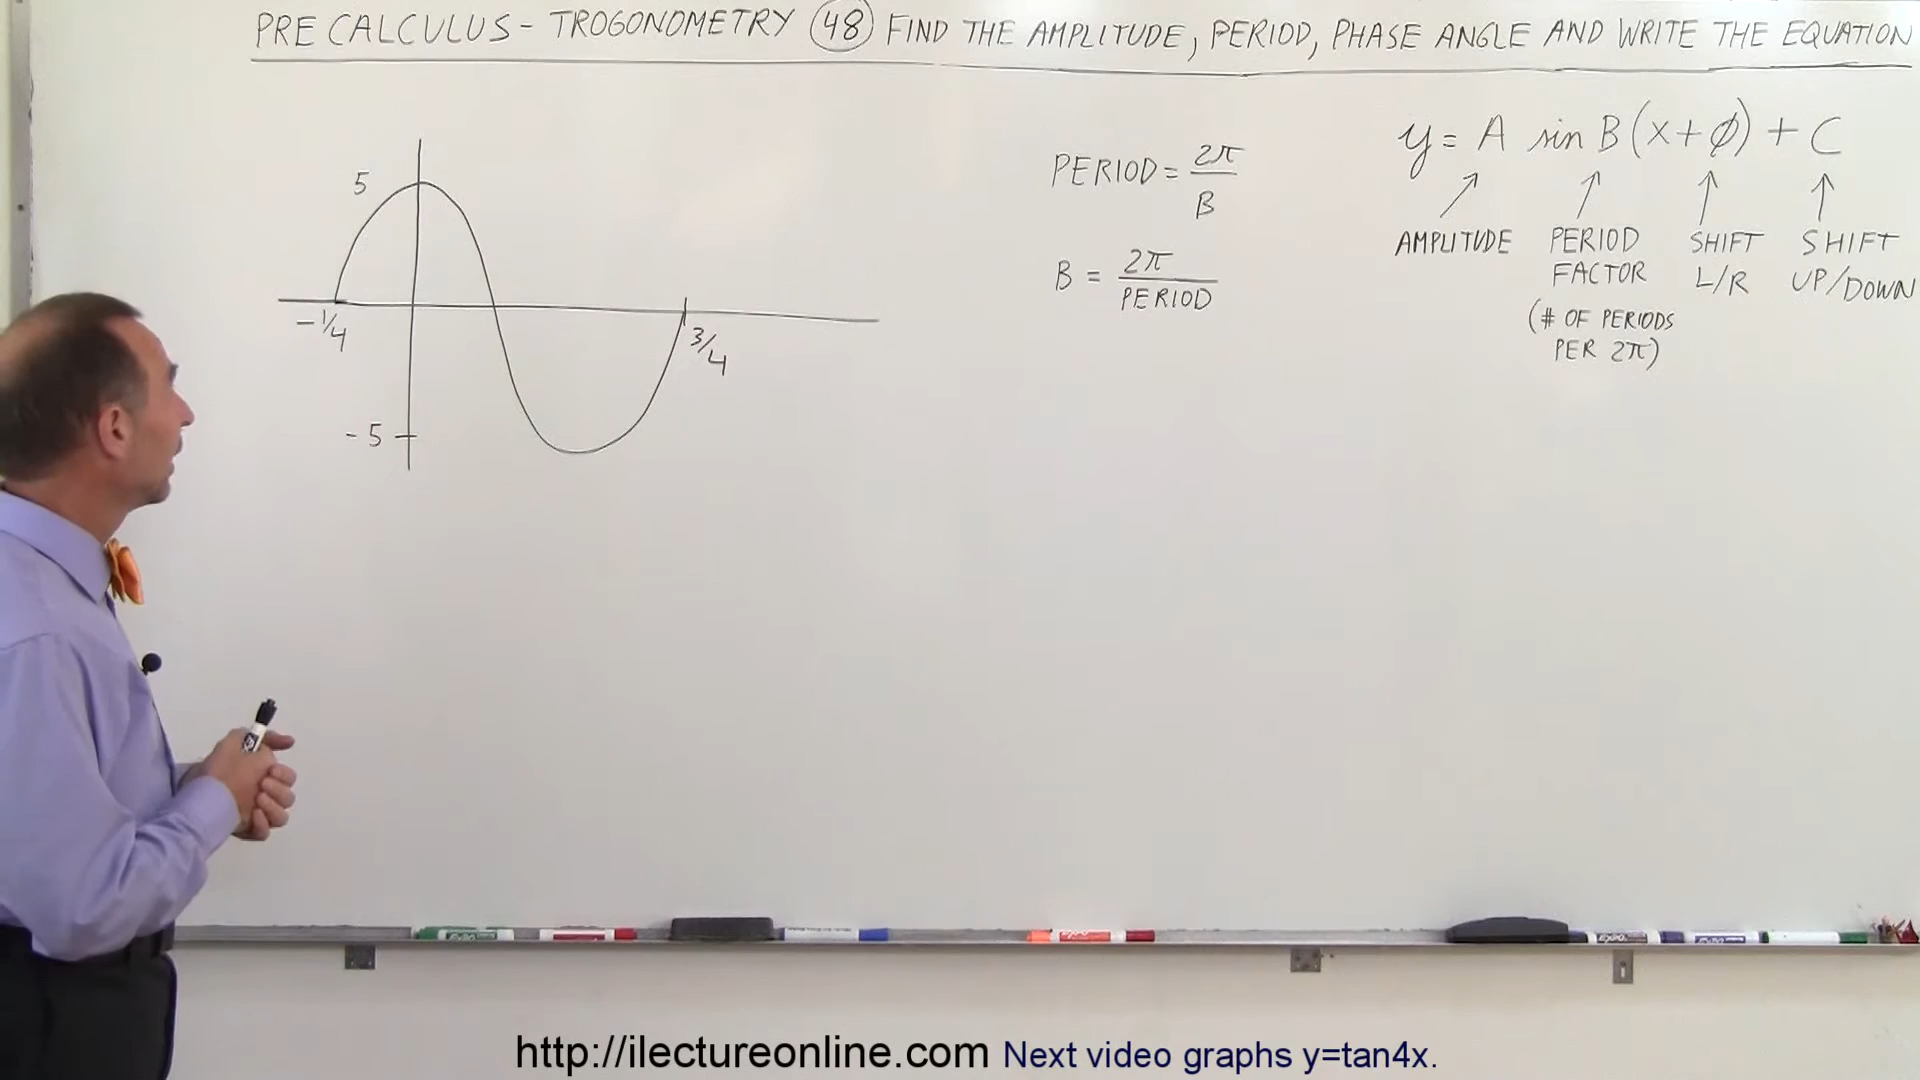 PRE CALCULUS - TROGONOMETRY 48 FIND THE AMPLITUDE, PERIOD, PHASE ANGLE AND WRITE THE EQUATION
5
-1/4
3/4
-5
PERIOD = 2π/B
B = 2π/PERIOD
y = A sin B(x+φ) + C
AMPLITUDE
PERIOD
FACTOR
(# OF PERIODS
PER 2π)
SHIFT
L/R
SHIFT
UP/DOWN
http://ilectureonline.com Next video graphs y=tan4x.